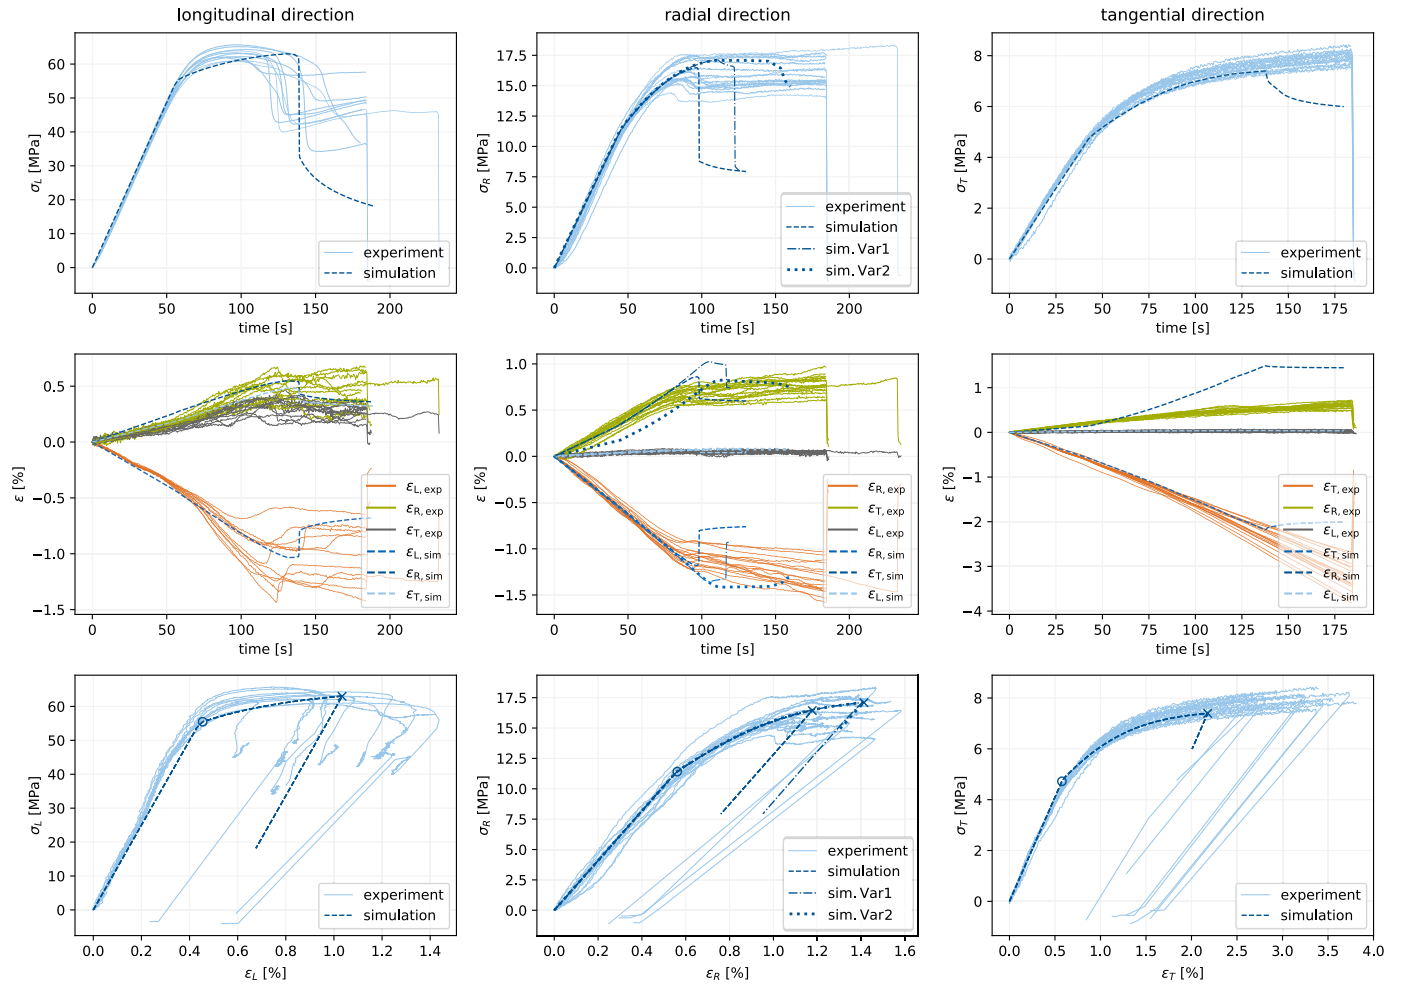 longitudinal direction
radial direction
tangential direction
σL [MPa]
60
50
40
30
20
10
0
experiment
simulation
0 50 100 150 200
time [s]
σR [MPa]
17.5
15.0
12.5
10.0
7.5
5.0
2.5
0.0
experiment
simulation
sim. Var1
sim. Var2
0 50 100 150 200
time [s]
σT [MPa]
8
6
4
2
0
experiment
simulation
0 25 50 75 100 125 150 175
time [s]
ε [%]
0.5
0.0
−0.5
−1.0
−1.5
εL, exp
εR, exp
εT, exp
εL, sim
εR, sim
εT, sim
0 50 100 150 200
time [s]
ε [%]
1.0
0.5
0.0
−0.5
−1.0
−1.5
εR, exp
εT, exp
εL, exp
εR, sim
εT, sim
εL, sim
0 50 100 150 200
time [s]
ε [%]
1
0
−1
−2
−3
−4
εT, exp
εR, exp
εL, exp
εT, sim
εR, sim
εL, sim
0 25 50 75 100 125 150 175
time [s]
σL [MPa]
60
50
40
30
20
10
0
experiment
simulation
0.0 0.2 0.4 0.6 0.8 1.0 1.2 1.4
εL [%]
σR [MPa]
17.5
15.0
12.5
10.0
7.5
5.0
2.5
0.0
experiment
simulation
sim. Var1
sim. Var2
0.0 0.2 0.4 0.6 0.8 1.0 1.2 1.4 1.6
εR [%]
σT [MPa]
8
6
4
2
0
experiment
simulation
0.0 0.5 1.0 1.5 2.0 2.5 3.0 3.5 4.0
εT [%]